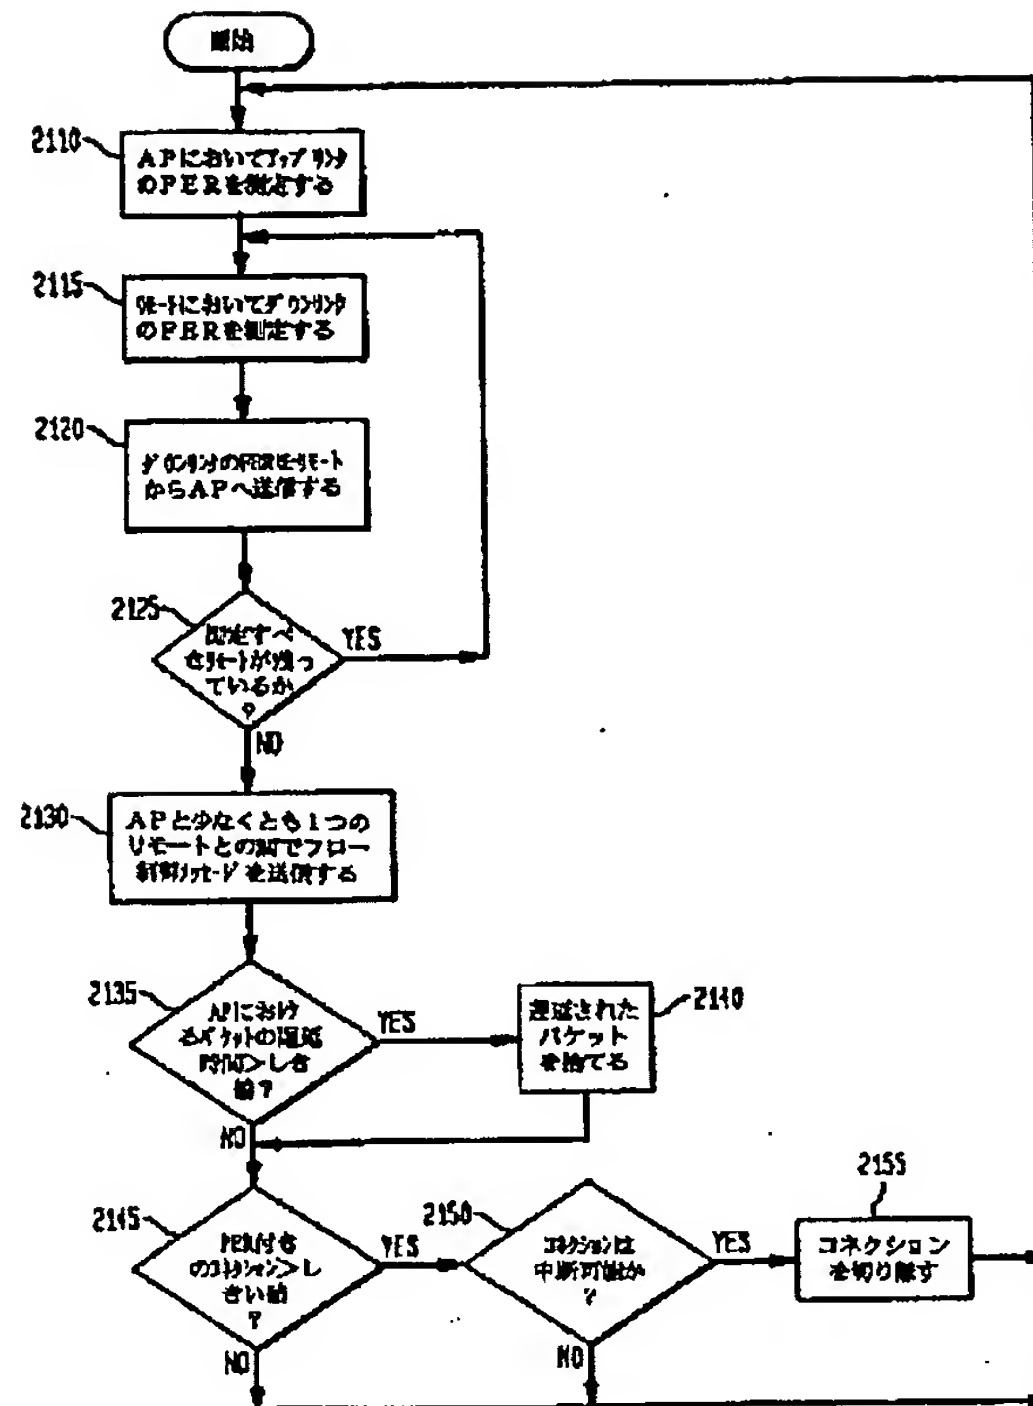 開始
2110
APにおいてアップリンク
のPERを測定する
2115
リモートにおいてダウンリンク
のPERを測定する
2120
ダウンリンクのPERをリモート
からAPへ送信する
2125
測定すべ
きリモートが残っ
ているか
?
YES
NO
2130
APと少なくとも1つの
リモートとの間でフロー
制御メッセージを送信する
2135
APにおけ
るパケットの遅延
時間>しき
値?
YES
2140
遅延された
パケット
を捨てる
NO
2145
PER付き
のコネクション>し
きい値
?
YES
2150
コネクションは
中断可能か
?
YES
2155
コネクション
を切り離す
NO
NO